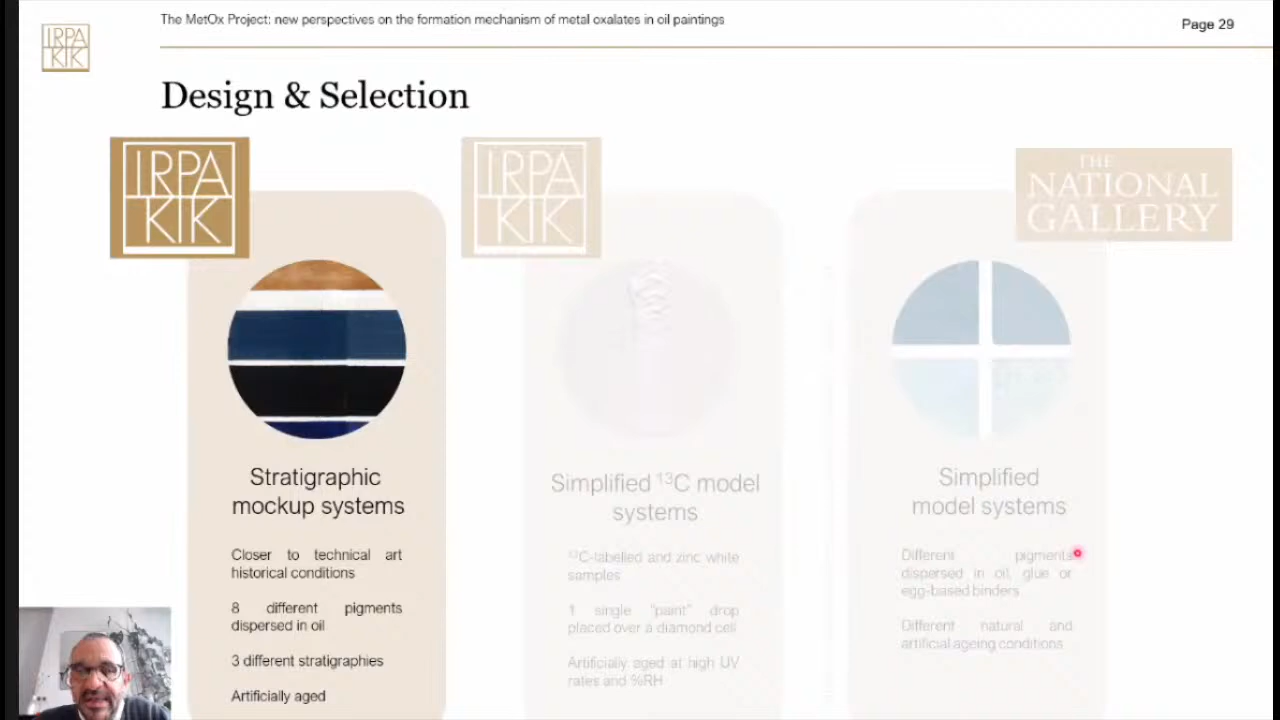 The MetOx Project: new perspectives on the formation mechanism of metal oxalates in oil paintings
Page 29
IRPA
KIK
Design & Selection
IRPA
KIK
IRPA
KIK
THE
NATIONAL
GALLERY
Stratigraphic
mockup systems
Closer to technical art
historical conditions
8 different pigments
dispersed in oil
3 different stratigraphies
Artificially aged
Simplified ¹³C model
systems
¹³C-labelled and zinc white
samples
1 single "paint" drop
placed over a diamond cell
Artificially aged at high UV
rates and %RH
Simplified
model systems
Different pigments
dispersed in oil, glue or
egg-based binders
Different natural and
artificial ageing conditions